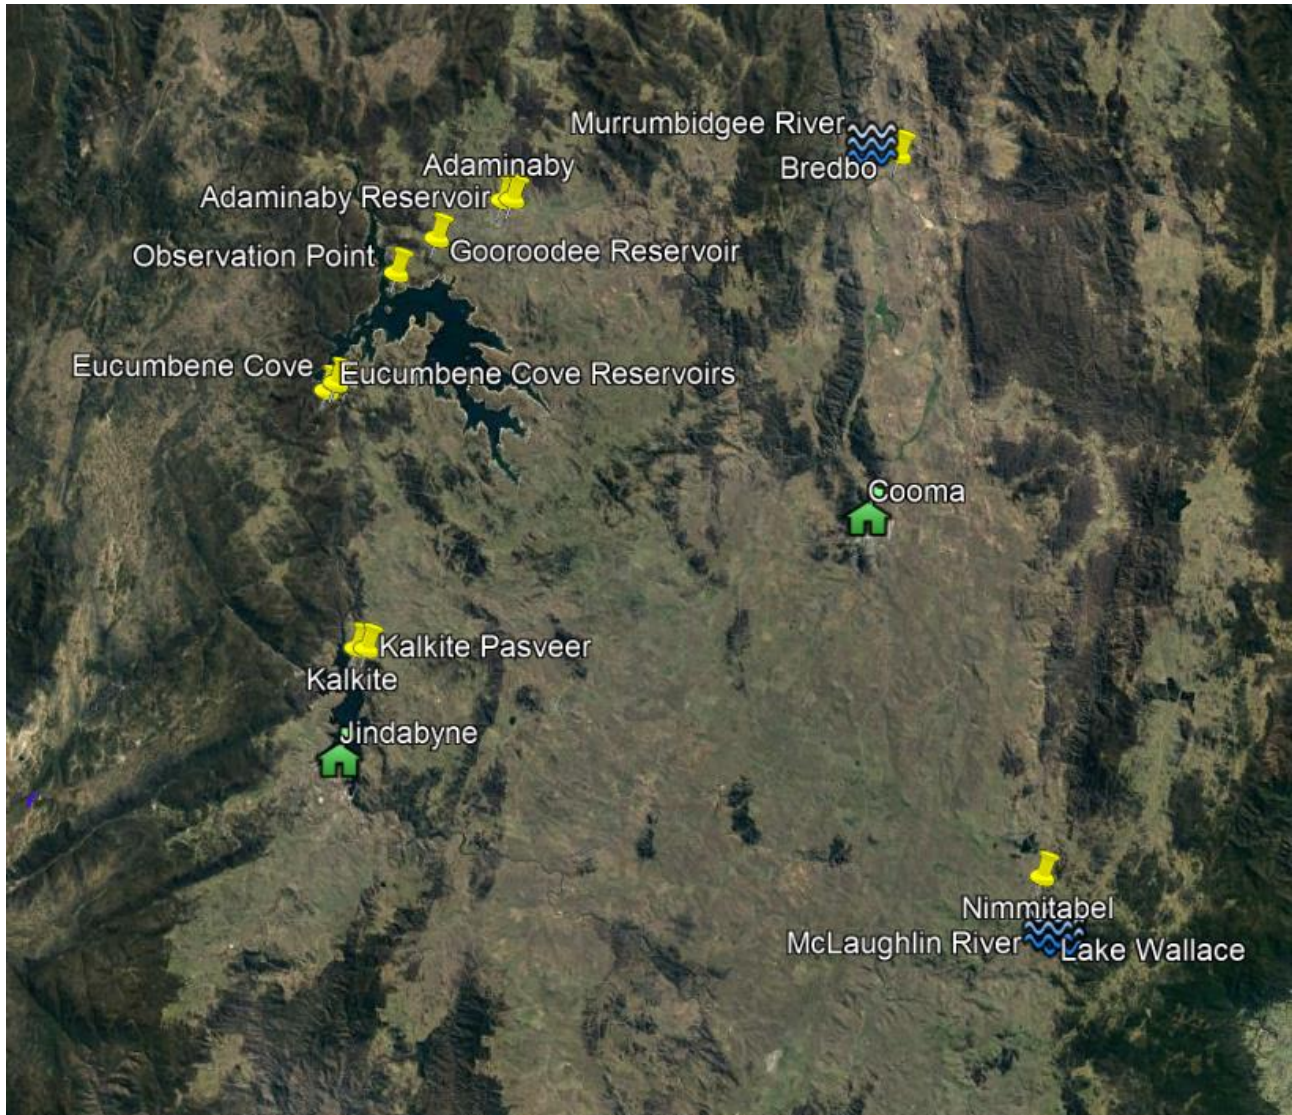 Murrumbidgee River
Bredbo
Adaminaby
Adaminaby Reservoir
Gooroodee Reservoir
Observation Point
Eucumbene Cove
Eucumbene Cove Reservoirs
Cooma
Kalkite Pasveer
Kalkite
Jindabyne
Nimmitabel
McLaughlin River
Lake Wallace